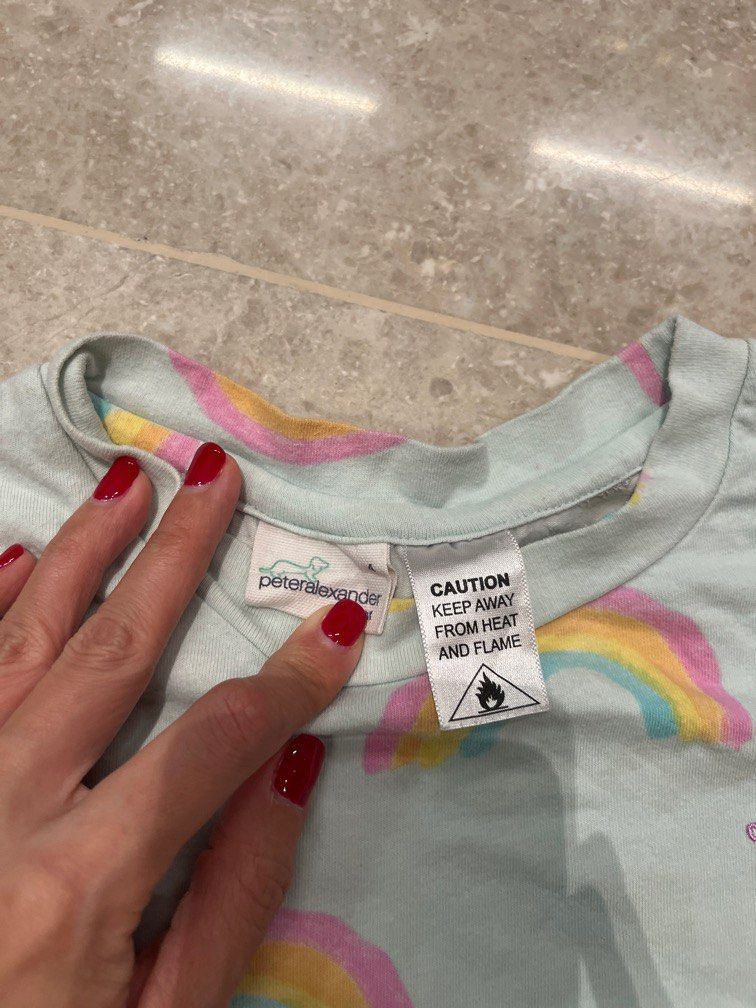 peteralexander
CAUTION
KEEP AWAY
FROM HEAT
AND FLAME